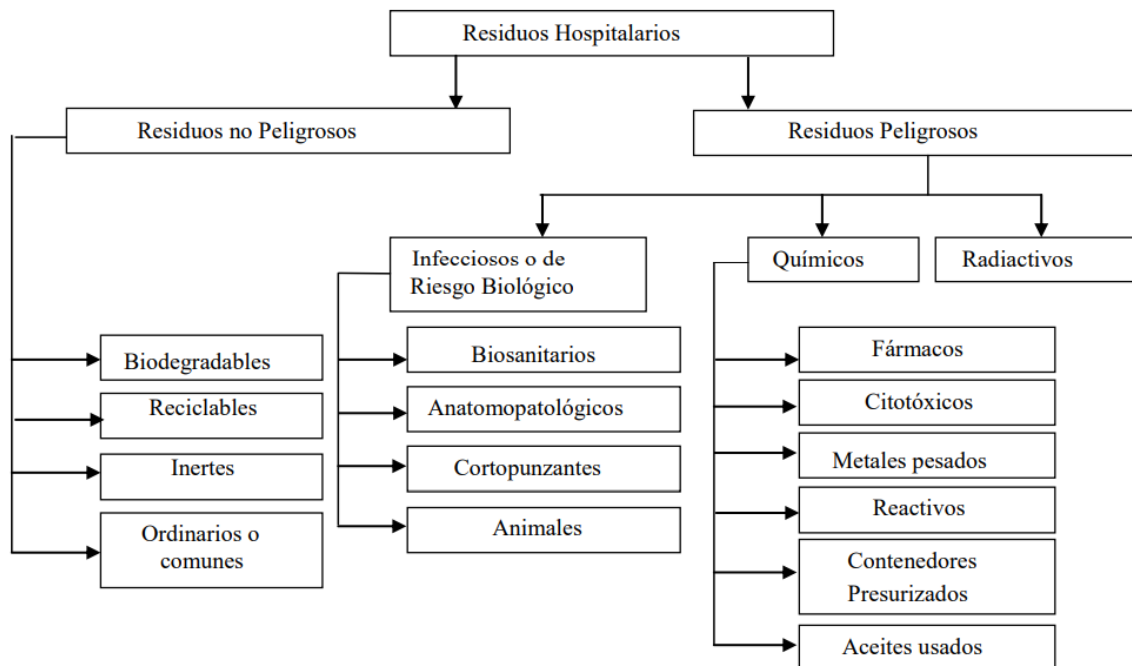 Residuos Hospitalarios
Residuos no Peligrosos
Residuos Peligrosos
Infecciosos o de
Riesgo Biológico
Químicos
Radiactivos
Biodegradables
Reciclables
Inertes
Ordinarios o
comunes
Biosanitarios
Anatomopatológicos
Cortopunzantes
Animales
Fármacos
Citotóxicos
Metales pesados
Reactivos
Contenedores
Presurizados
Aceites usados